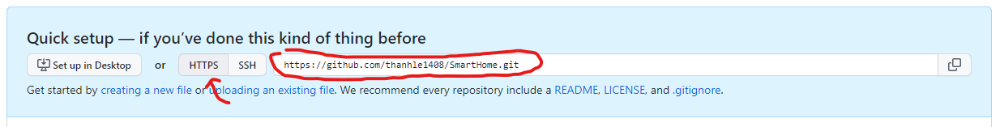 Quick setup — if you've done this kind of thing before
Set up in Desktop or HTTPS SSH https://github.com/thanhle1408/SmartHome.git
Get started by creating a new file or uploading an existing file. We recommend every repository include a README, LICENSE, and .gitignore.